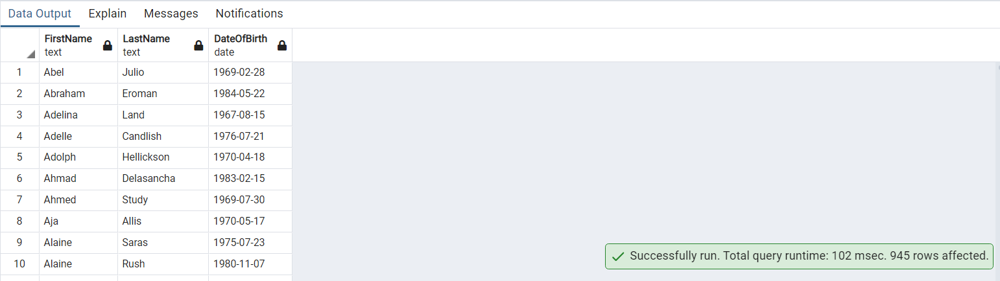 Data Output Explain Messages Notifications
FirstName LastName DateOfBirth
text text date
1 Abel Julio 1969-02-28
2 Abraham Eroman 1984-05-22
3 Adelina Land 1967-08-15
4 Adelle Candlish 1976-07-21
5 Adolph Hellickson 1970-04-18
6 Ahmad Delasancha 1983-02-15
7 Ahmed Study 1969-07-30
8 Aja Allis 1970-05-17
9 Alaine Saras 1975-07-23
10 Alaine Rush 1980-11-07
Successfully run. Total query runtime: 102 msec. 945 rows affected.